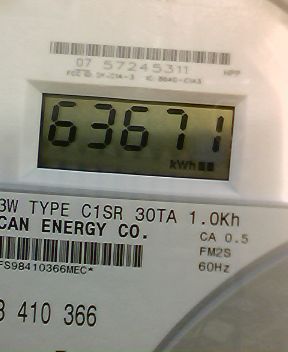 07 57245311
63671
kWh
3W TYPE C1SR 30TA 1.0Kh
CAN ENERGY CO.
CA 0.5
FM2S
60Hz
FS98410366MEC*
3 410 366